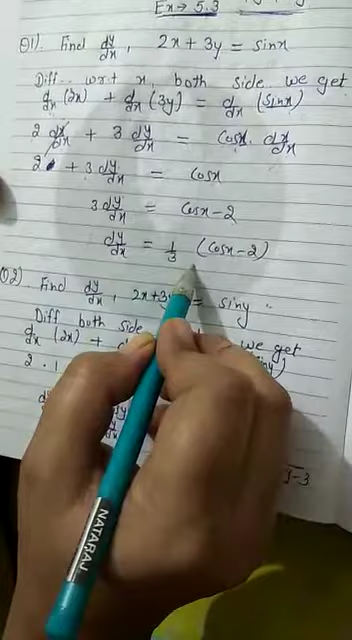 Ex → 5.3
Q1). Find dy/dx, 2x + 3y = sinx
Diff.. w.r.t x, both side we get
d/dx (2x) + d/dx (3y) = d/dx (sinx)
2 dx/dx + 3 dy/dx = cosx. dx/dx
2 + 3 dy/dx = cosx
3 dy/dx = cosx - 2
dy/dx = 1/3 (cosx - 2)
Q2). Find dy/dx, 2x + 3y = siny.
Diff both side we get
d/dx (2x) +
2 . 1
NATARAJ
y-3